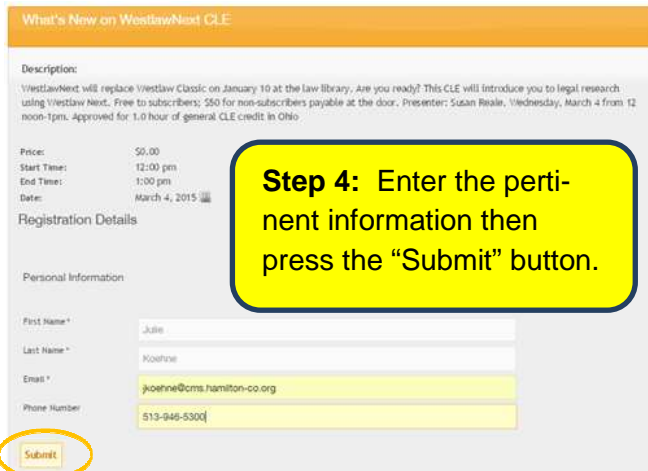 What's New on WestlawNext CLE
Description:
WestlawNext will replace Westlaw Classic on January 10 at the law library. Are you ready? This CLE will introduce you to legal research
using Westlaw Next. Free to subscribers; $50 for non-subscribers payable at the door. Presenter: Susan Reale. Wednesday, March 4 from 12
noon-1pm. Approved for 1.0 hour of general CLE credit in Ohio
Price: $0.00
Start Time: 12:00 pm
End Time: 1:00 pm
Date: March 4, 2015
Registration Details
Step 4: Enter the perti-
nent information then
press the “Submit” button.
Personal Information
First Name* Julie
Last Name* Koehne
Email* jkoehne@cms.hamilton-co.org
Phone Number 513-946-5300
Submit